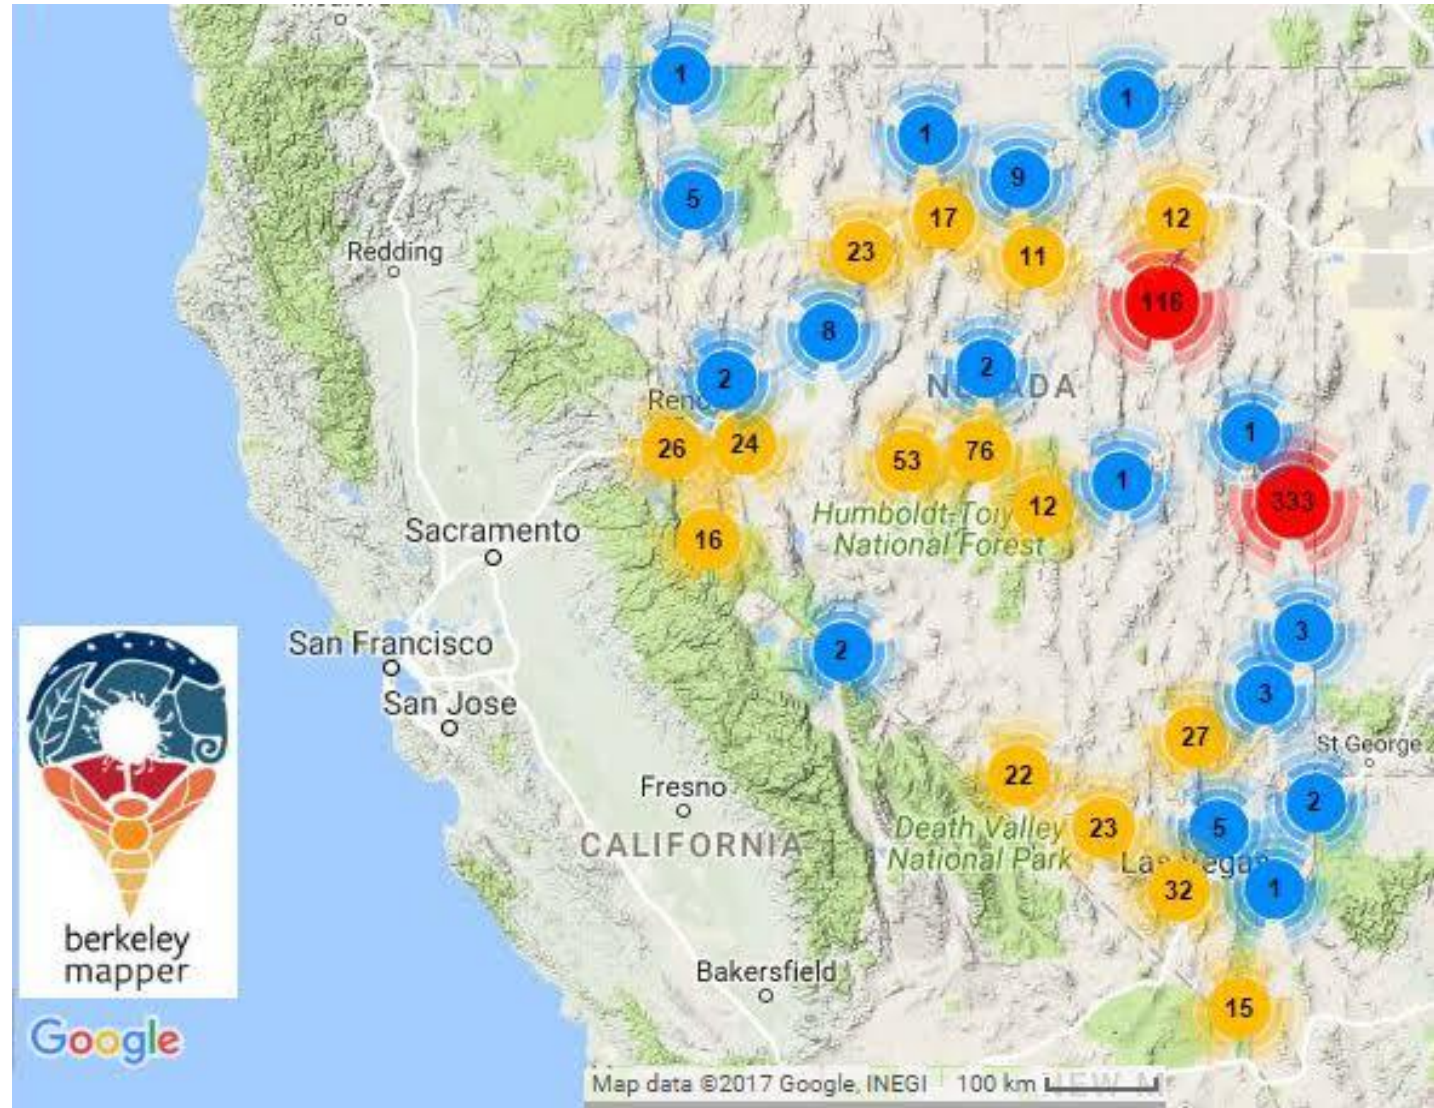 1
1
1
9
5
17
12
23
11
116
8
2
2
NEVADA
Reno
26
24
53
76
1
12
1
333
Humboldt-Toiy
National Forest
16
Redding
Sacramento
San Francisco
San Jose
2
3
3
27
St George
22
Fresno
2
CALIFORNIA
Death Valley
National Park
23
5
Las Vegas
32
1
Bakersfield
15
berkeley
mapper
Google
Map data ©2017 Google, INEGI 100 km